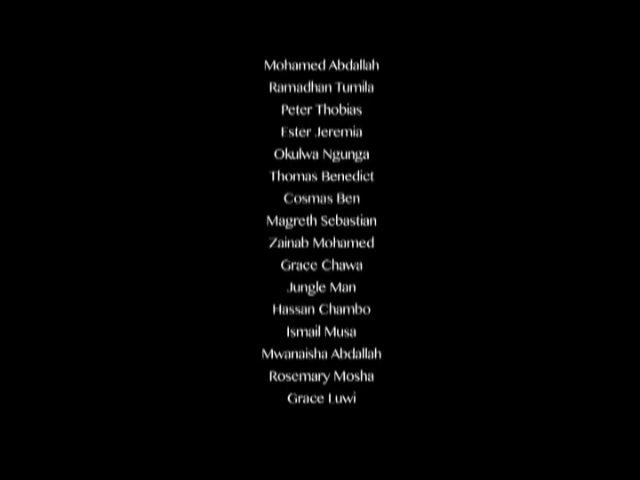 Mohamed Abdallah
Ramadhan Tumila
Peter Thobias
Ester Jeremia
Okulwa Ngunga
Thomas Benedict
Cosmas Ben
Magreth Sebastian
Zainab Mohamed
Grace Chawa
Jungle Man
Hassan Chambo
Ismail Musa
Mwanaisha Abdallah
Rosemary Mosha
Grace Luwi